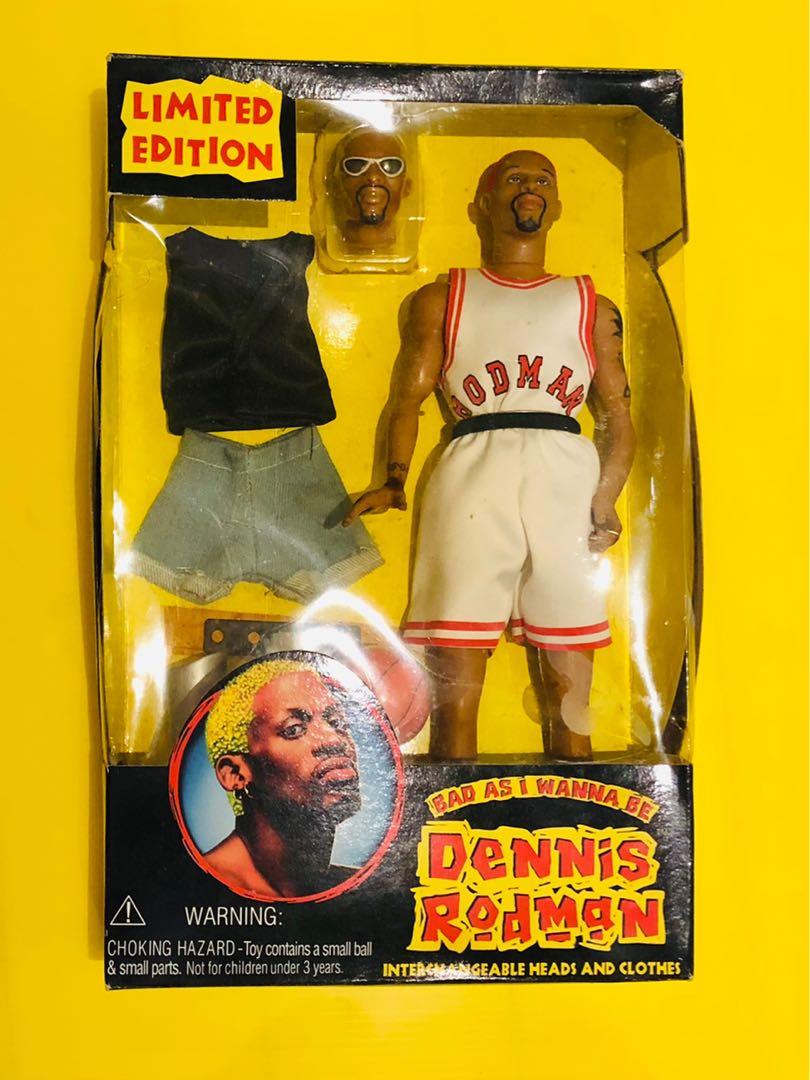 LIMITED
EDITION
RODMAN
BAD AS I WANNA BE
DENNiS
RODMAN
INTERCHANGEABLE HEADS AND CLOTHES
WARNING:
CHOKING HAZARD - Toy contains a small ball
& small parts. Not for children under 3 years.